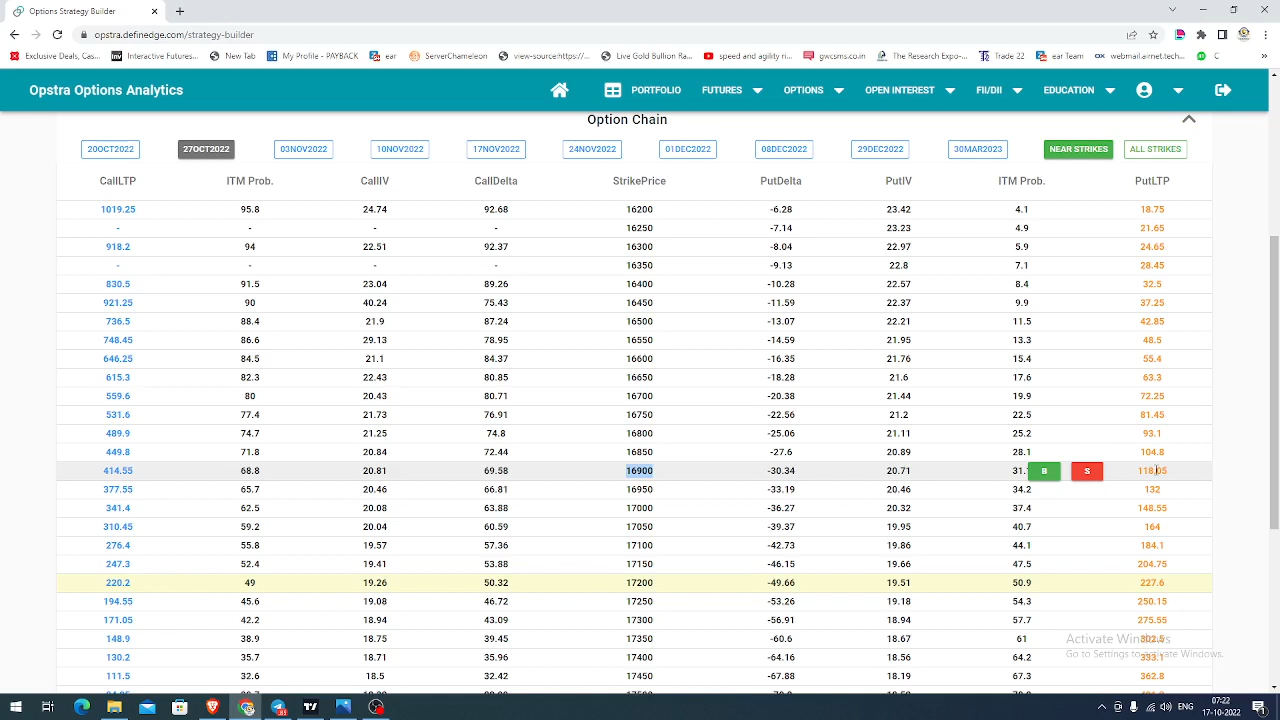 Options Strategy Builder
opstra.definedge.com/strategy-builder
Exclusive Deals, Cas... Interactive Futures... New Tab My Profile - PAYBACK ear ServerChameleon view-source:https:/... Live Gold Bullion Ra... speed and agility ri... gwcsms.co.in The Research Expo-... Trade 22 ear Team webmail.airnet.tech... C »
Opstra Options Analytics PORTFOLIO FUTURES OPTIONS OPEN INTEREST FII/DII EDUCATION
Option Chain
20OCT2022 27OCT2022 03NOV2022 10NOV2022 17NOV2022 24NOV2022 01DEC2022 08DEC2022 29DEC2022 30MAR2023 NEAR STRIKES ALL STRIKES
CallLTP ITM Prob. CallIV CallDelta StrikePrice PutDelta PutIV ITM Prob. PutLTP
1019.25 95.8 24.74 92.68 16200 -6.28 23.42 4.1 18.75
- - - - 16250 -7.14 23.23 4.9 21.65
918.2 94 22.51 92.37 16300 -8.04 22.97 5.9 24.65
- - - - 16350 -9.13 22.8 7.1 28.45
830.5 91.5 23.04 89.26 16400 -10.28 22.57 8.4 32.5
921.25 90 40.24 75.43 16450 -11.59 22.37 9.9 37.25
736.5 88.4 21.9 87.24 16500 -13.07 22.21 11.5 42.85
748.45 86.6 29.13 78.95 16550 -14.59 21.95 13.3 48.5
646.25 84.5 21.1 84.37 16600 -16.35 21.76 15.4 55.4
615.3 82.3 22.43 80.85 16650 -18.28 21.6 17.6 63.3
559.6 80 20.43 80.71 16700 -20.38 21.44 19.9 72.25
531.6 77.4 21.73 76.91 16750 -22.56 21.2 22.5 81.45
489.9 74.7 21.25 74.8 16800 -25.06 21.11 25.2 93.1
449.8 71.8 20.84 72.44 16850 -27.6 20.89 28.1 104.8
414.55 68.8 20.81 69.58 16900 -30.34 20.71 B S 118.05
377.55 65.7 20.46 66.81 16950 -33.19 20.46 34.2 132
341.4 62.5 20.08 63.88 17000 -36.27 20.32 37.4 148.55
310.45 59.2 20.04 60.59 17050 -39.37 19.95 40.7 164
276.4 55.8 19.57 57.36 17100 -42.73 19.86 44.1 184.1
247.3 52.4 19.41 53.88 17150 -46.15 19.66 47.5 204.75
220.2 49 19.26 50.32 17200 -49.66 19.51 50.9 227.6
194.55 45.6 19.08 46.72 17250 -53.26 19.18 54.3 250.15
171.05 42.2 18.94 43.09 17300 -56.91 18.94 57.7 275.55
148.9 38.9 18.75 39.45 17350 -60.6 18.67 61 302.5
130.2 35.7 18.71 35.96 17400 -64.16 18.56 64.2 333.1
111.5 32.6 18.5 32.42 17450 -67.88 18.19 67.3 362.8
Activate Windows
Go to Settings to activate Windows.
ENG 07:22
17-10-2022